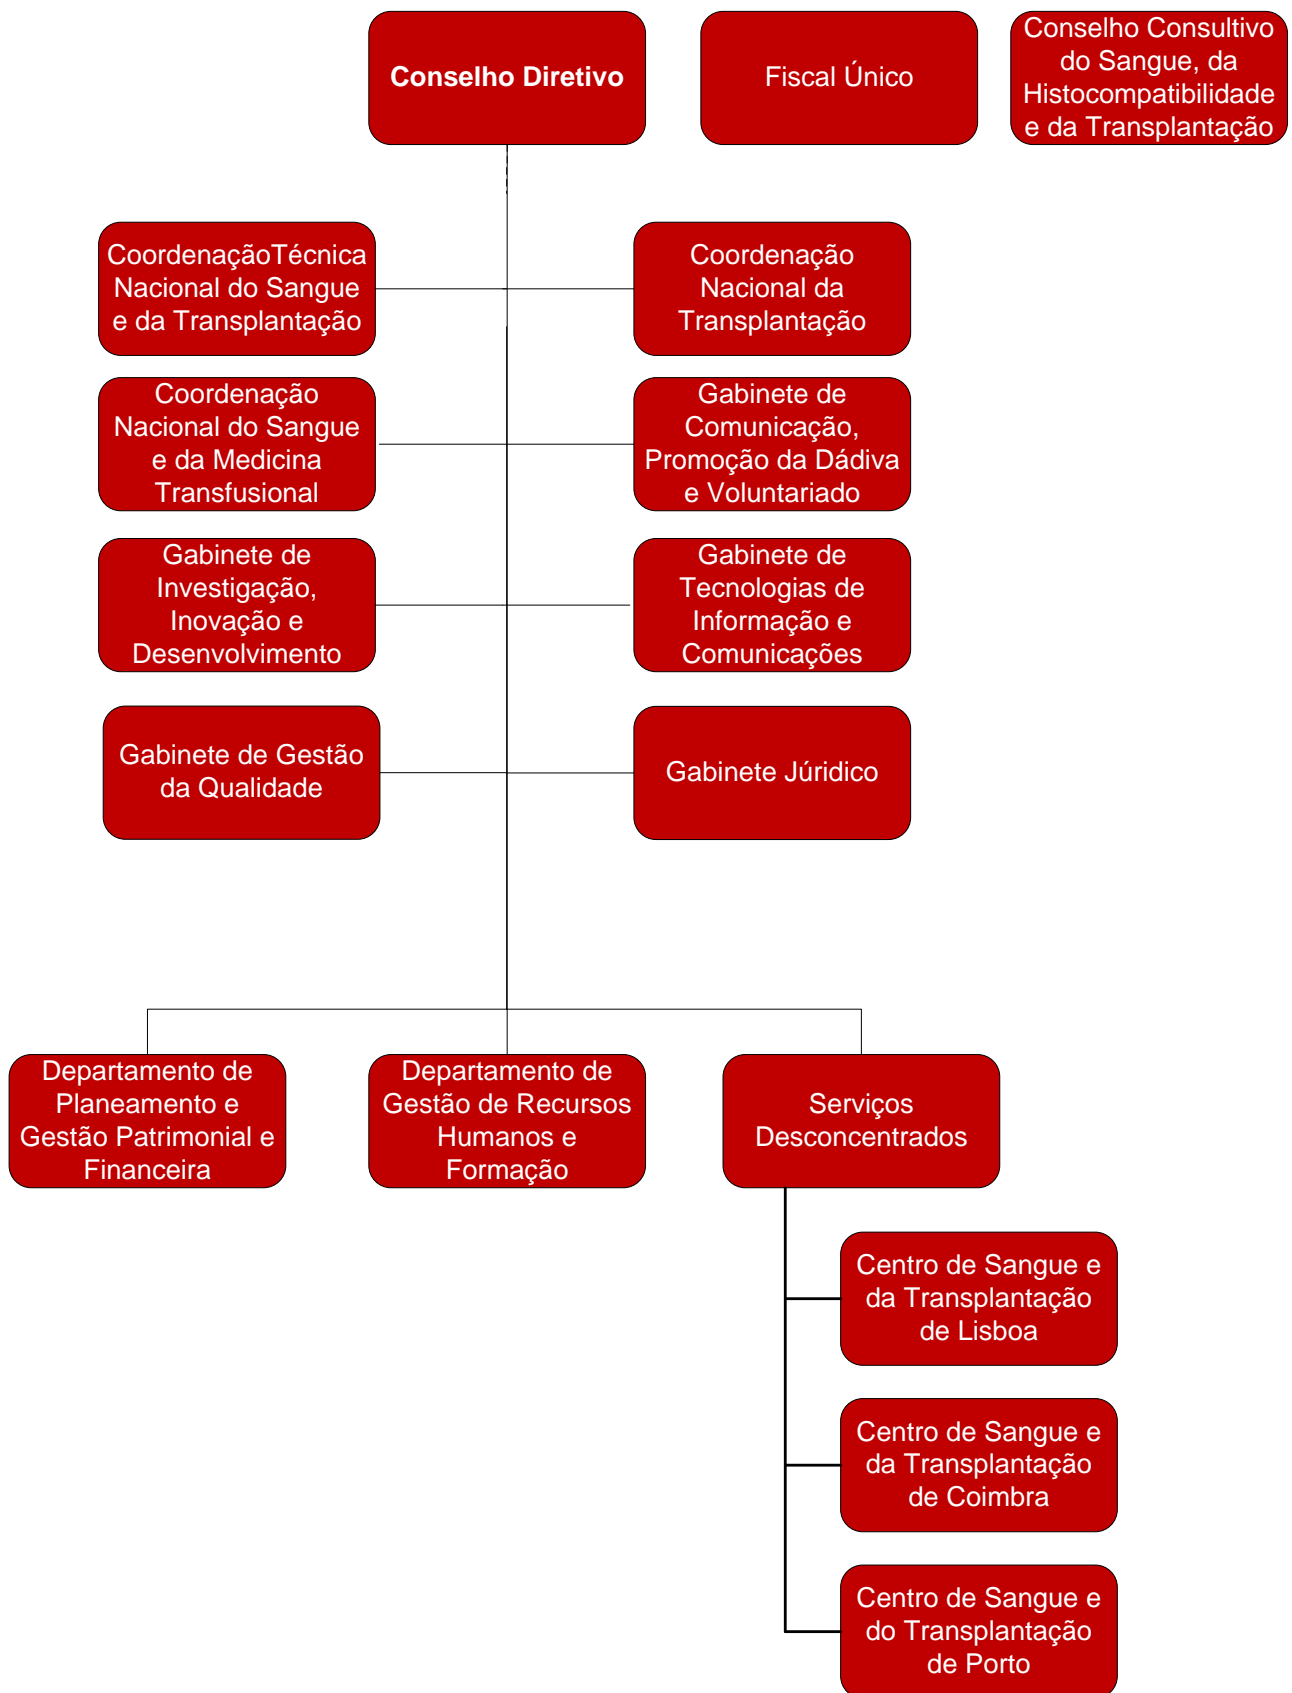 Conselho Diretivo
Fiscal Único
Conselho Consultivo
do Sangue, da
Histocompatibilidade
e da Transplantação
CoordenaçãoTécnica
Nacional do Sangue
e da Transplantação
Coordenação
Nacional da
Transplantação
Coordenação
Nacional do Sangue
e da Medicina
Transfusional
Gabinete de
Comunicação,
Promoção da Dádiva
e Voluntariado
Gabinete de
Investigação,
Inovação e
Desenvolvimento
Gabinete de
Tecnologias de
Informação e
Comunicações
Gabinete de Gestão
da Qualidade
Gabinete Júridico
Departamento de
Planeamento e
Gestão Patrimonial e
Financeira
Departamento de
Gestão de Recursos
Humanos e
Formação
Serviços
Desconcentrados
Centro de Sangue e
da Transplantação
de Lisboa
Centro de Sangue e
da Transplantação
de Coimbra
Centro de Sangue e
do Transplantação
de Porto